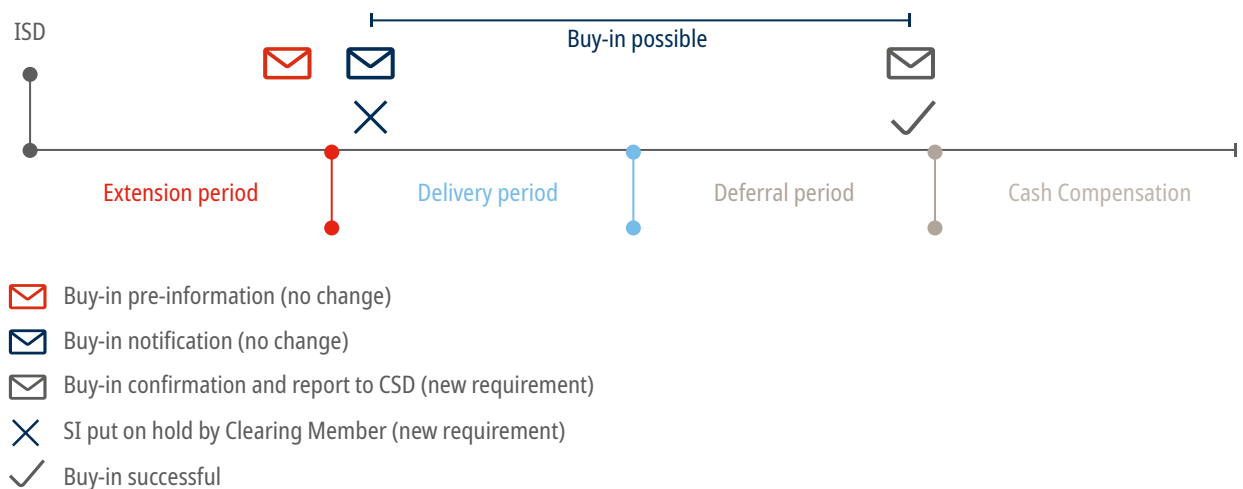 ISD
Buy-in possible
Extension period
Delivery period
Deferral period
Cash Compensation
Buy-in pre-information (no change)
Buy-in notification (no change)
Buy-in confirmation and report to CSD (new requirement)
SI put on hold by Clearing Member (new requirement)
Buy-in successful